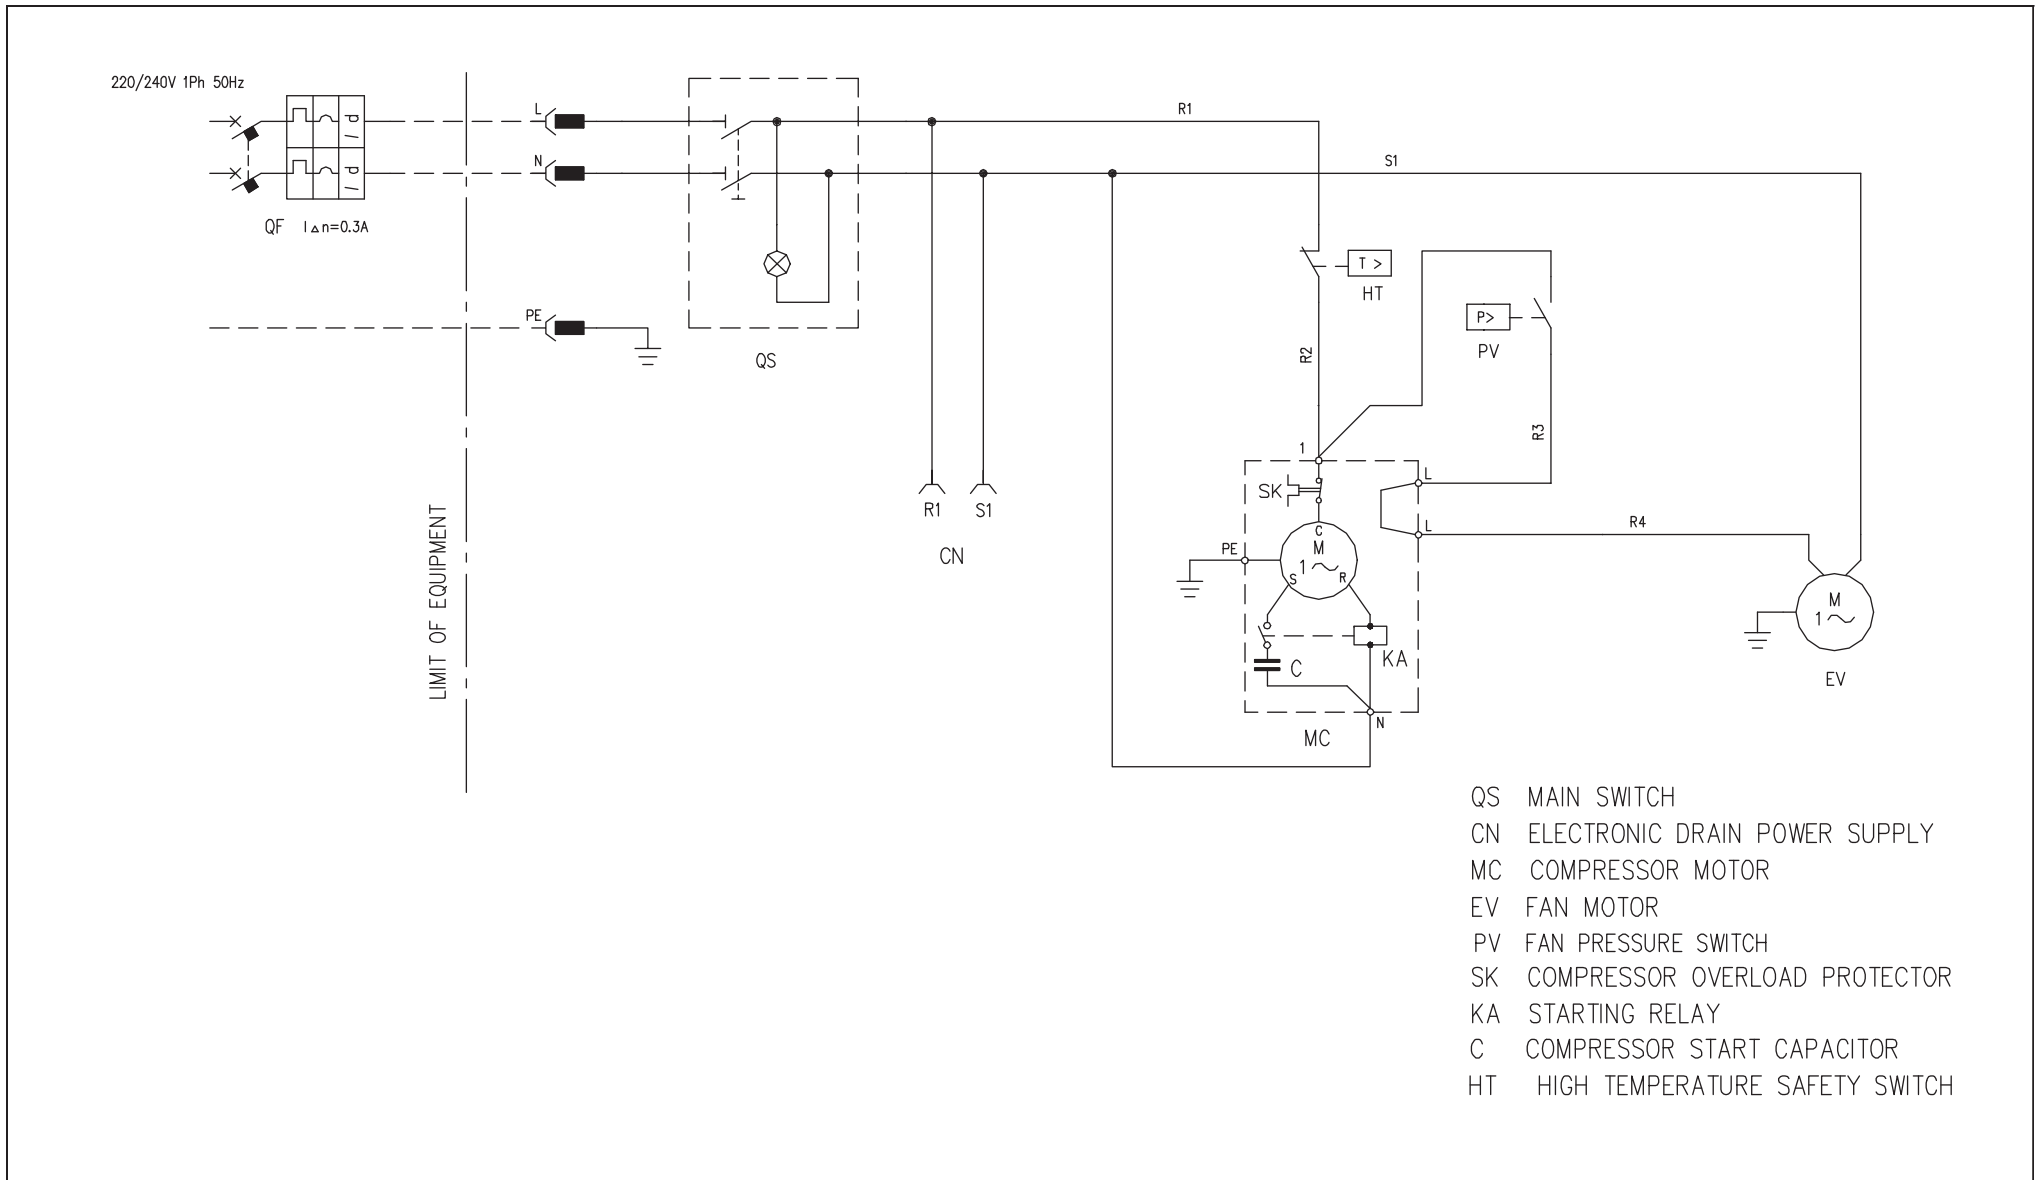 220/240V 1Ph 50Hz
L
R1
N
S1
I d
I d
QF I△n=0.3A
T >
HT
PE
P>
PV
QS
R2
R3
1
L
SK
R1
S1
C
L
R4
CN
PE
M
1
S
R
M
1
LIMIT OF EQUIPMENT
C
KA
EV
N
MC
QS MAIN SWITCH
CN ELECTRONIC DRAIN POWER SUPPLY
MC COMPRESSOR MOTOR
EV FAN MOTOR
PV FAN PRESSURE SWITCH
SK COMPRESSOR OVERLOAD PROTECTOR
KA STARTING RELAY
C COMPRESSOR START CAPACITOR
HT HIGH TEMPERATURE SAFETY SWITCH